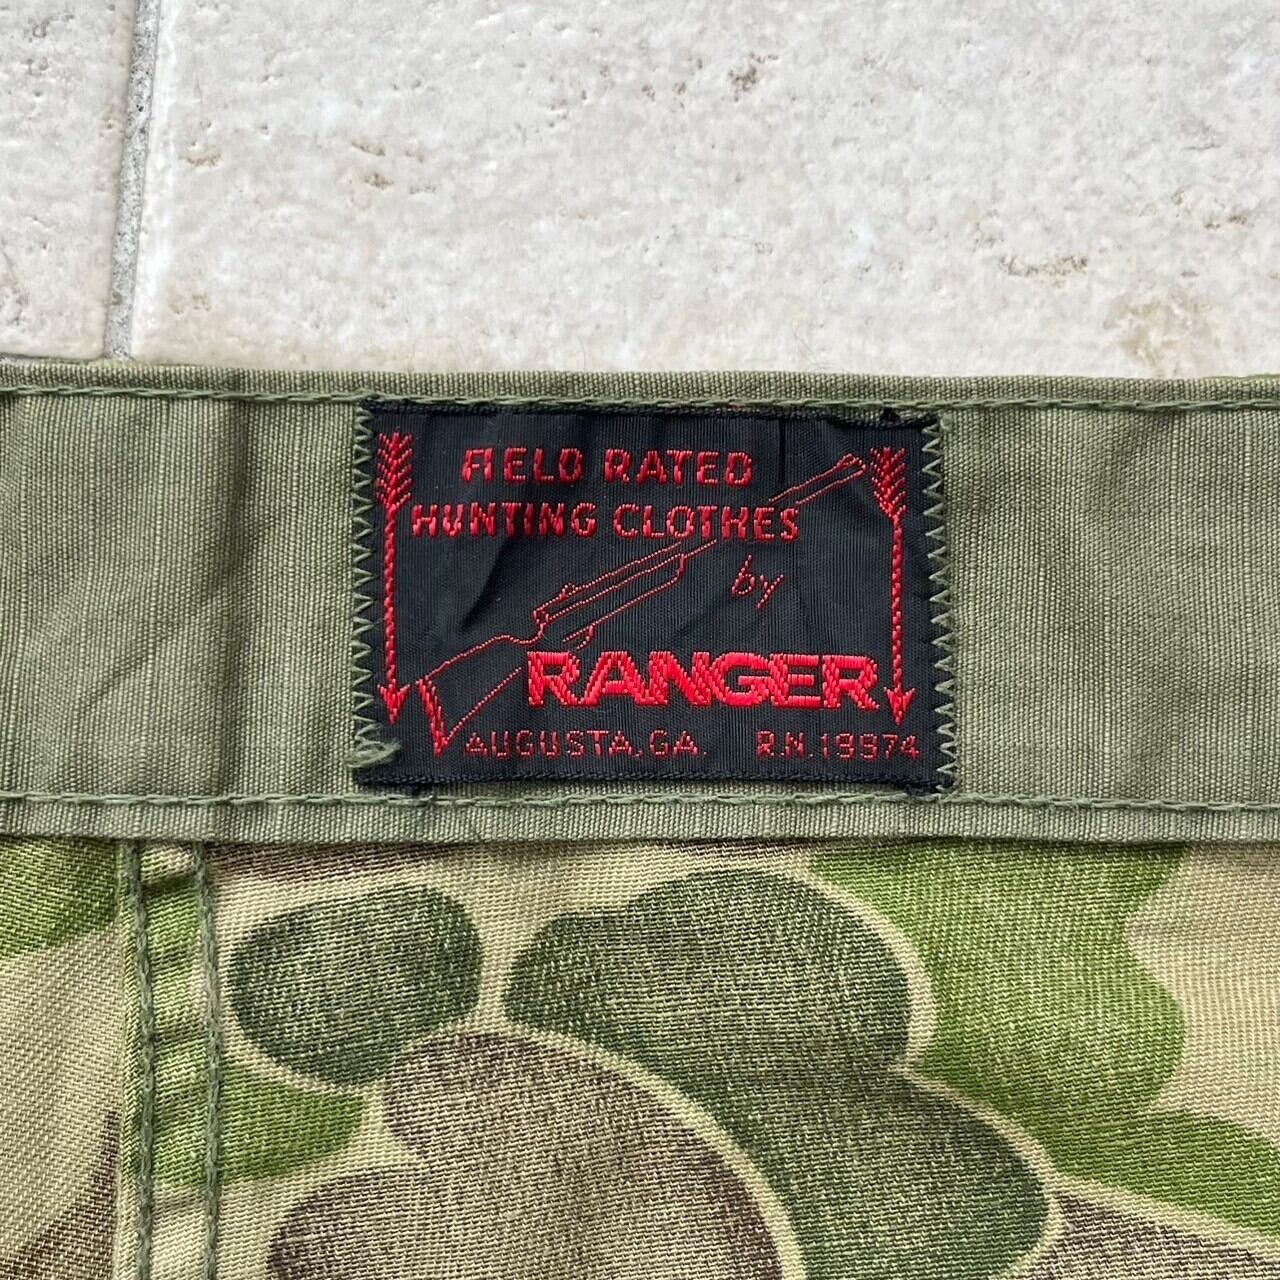 FIELD RATED
HUNTING CLOTHES
by
RANGER
AUGUSTA, GA. R.N. 19974